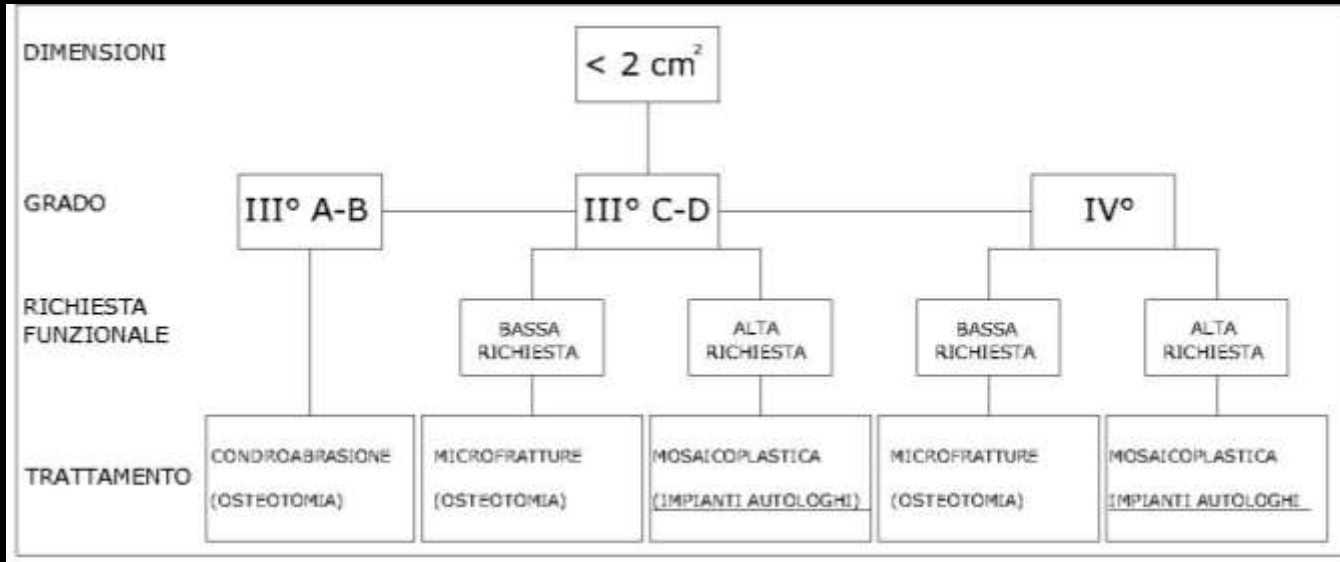 DIMENSIONI
< 2 cm²
GRADO
III° A-B
III° C-D
IV°
RICHIESTA
FUNZIONALE
BASSA
RICHIESTA
ALTA
RICHIESTA
BASSA
RICHIESTA
ALTA
RICHIESTA
TRATTAMENTO
CONDROABRASIONE
(OSTEOTOMIA)
MICROFRATTURE
(OSTEOTOMIA)
MOSAICOPLASTICA
(IMPIANTI AUTOLOGHI)
MICROFRATTURE
(OSTEOTOMIA)
MOSAICOPLASTICA
IMPIANTI AUTOLOGHI